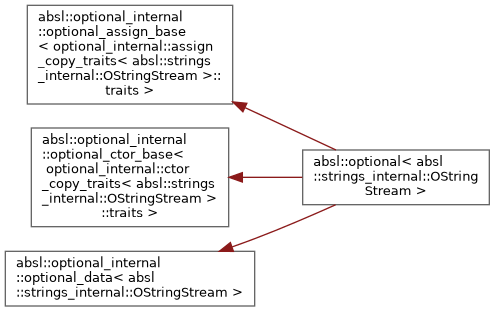 absl::optional_internal
::optional_assign_base
< optional_internal::assign
_copy_traits< absl::strings
_internal::OStringStream >::
traits >
absl::optional_internal
::optional_ctor_base<
optional_internal::ctor
_copy_traits< absl::strings
_internal::OStringStream >
::traits >
absl::optional< absl
::strings_internal::OString
Stream >
absl::optional_internal
::optional_data< absl
::strings_internal::OStringStream >